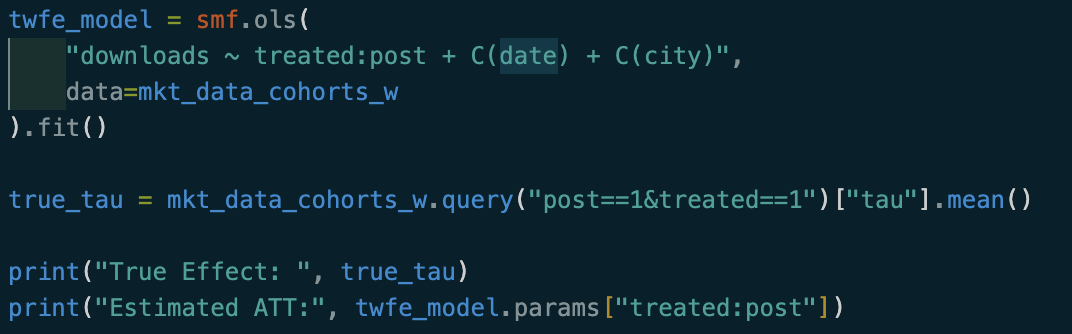 twfe_model = smf.ols(
    "downloads ~ treated:post + C(date) + C(city)",
    data=mkt_data_cohorts_w
).fit()

true_tau = mkt_data_cohorts_w.query("post==1&treated==1")["tau"].mean()

print("True Effect: ", true_tau)
print("Estimated ATT:", twfe_model.params["treated:post"])